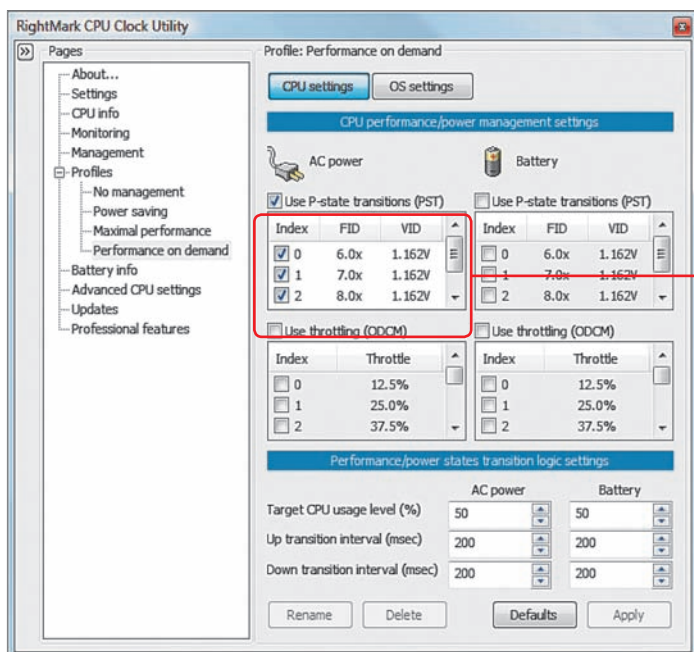 RightMark CPU Clock Utility
Pages
About...
Settings
CPU info
Monitoring
Management
Profiles
No management
Power saving
Maximal performance
Performance on demand
Battery info
Advanced CPU settings
Updates
Professional features
Profile: Performance on demand
CPU settings OS settings
CPU performance/power management settings
AC power Battery
Use P-state transitions (PST) Use P-state transitions (PST)
Index FID VID Index FID VID
0 6.0x 1.162V 0 6.0x 1.162V
1 7.0x 1.162V 1 7.0x 1.162V
2 8.0x 1.162V 2 8.0x 1.162V
Use throttling (ODCM) Use throttling (ODCM)
Index Throttle Index Throttle
0 12.5% 0 12.5%
1 25.0% 1 25.0%
2 37.5% 2 37.5%
Performance/power states transition logic settings
AC power Battery
Target CPU usage level (%) 50 50
Up transition interval (msec) 200 200
Down transition interval (msec) 200 200
Rename Delete Defaults Apply